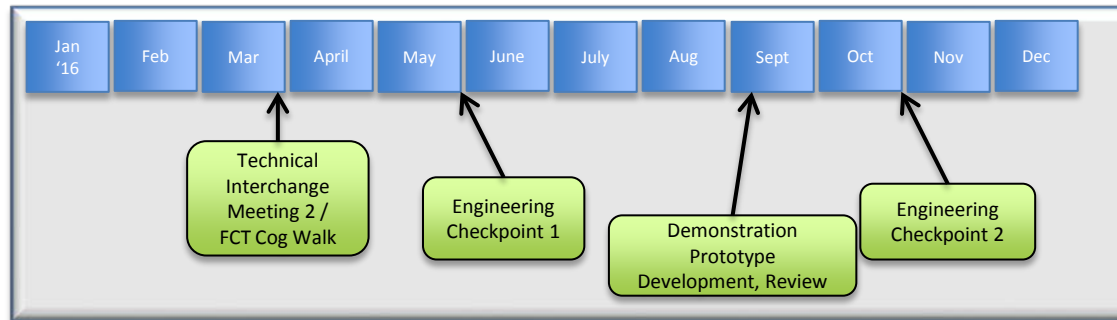 Jan
‘16
Feb
Mar
April
May
June
July
Aug
Sept
Oct
Nov
Dec
Technical
Interchange
Meeting 2 /
FCT Cog Walk
Engineering
Checkpoint 1
Demonstration
Prototype
Development, Review
Engineering
Checkpoint 2